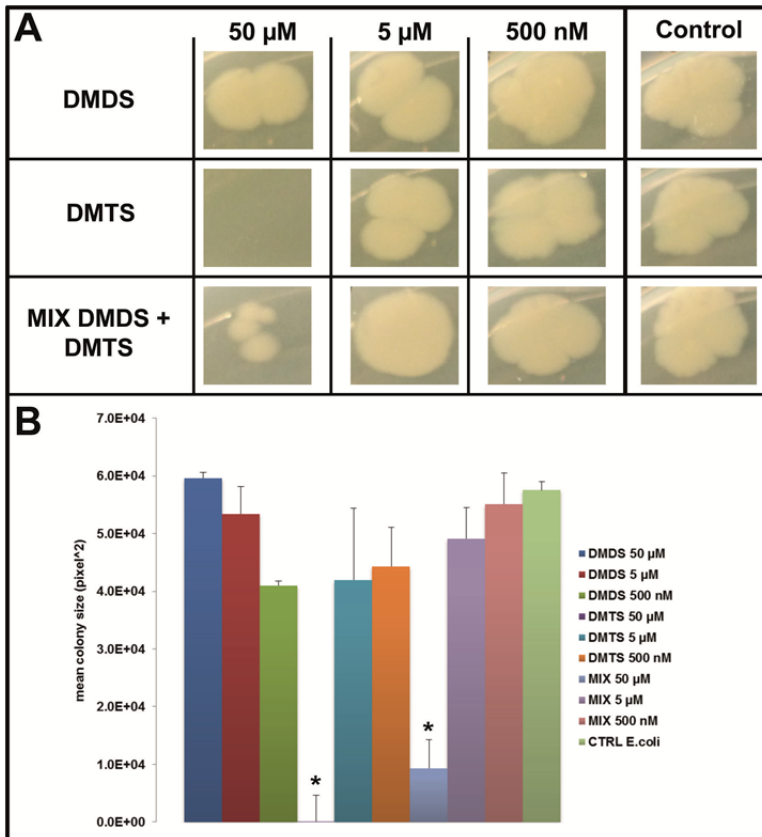 A
50 µM 5 µM 500 nM Control
DMDS
DMTS
MIX DMDS +
DMTS
B
7.0E+04
6.0E+04
5.0E+04
4.0E+04
3.0E+04
2.0E+04
1.0E+04
0.0E+00
mean colony size (pixel^2)
*
*
DMDS 50 µM
DMDS 5 µM
DMDS 500 nM
DMTS 50 µM
DMTS 5 µM
DMTS 500 nM
MIX 50 µM
MIX 5 µM
MIX 500 nM
CTRL E.coli